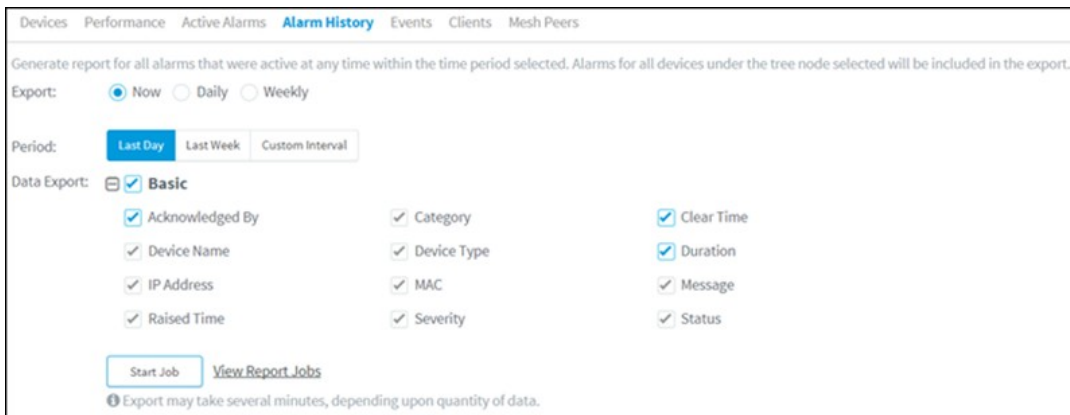 Devices Performance Active Alarms Alarm History Events Clients Mesh Peers
Generate report for all alarms that were active at any time within the time period selected. Alarms for all devices under the tree node selected will be included in the export.
Export: Now Daily Weekly
Period: Last Day Last Week Custom Interval
Data Export: Basic
Acknowledged By Category Clear Time
Device Name Device Type Duration
IP Address MAC Message
Raised Time Severity Status
Start Job View Report Jobs
Export may take several minutes, depending upon quantity of data.